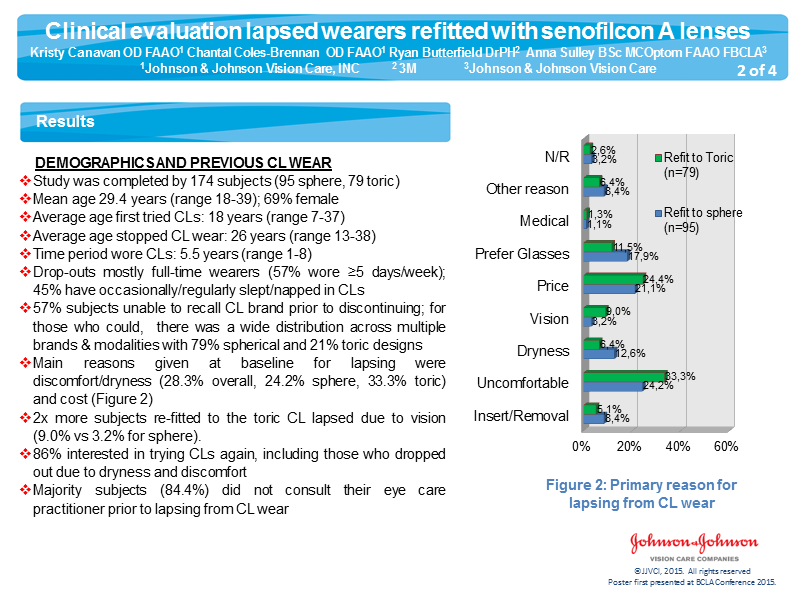 Clinical evaluation lapsed wearers refitted with senofilcon A lenses
Kristy Canavan OD FAAO1 Chantal Coles-Brennan OD FAAO1 Ryan Butterfield DrPH2 Anna Sulley BSc MCOptom FAAO FBCLA3
1Johnson & Johnson Vision Care, INC 2 3M 3Johnson & Johnson Vision Care
2 of 4
Results
DEMOGRAPHICS AND PREVIOUS CL WEAR
❖Study was completed by 174 subjects (95 sphere, 79 toric)
❖Mean age 29.4 years (range 18-39); 69% female
❖Average age first tried CLs: 18 years (range 7-37)
❖Average age stopped CL wear: 26 years (range 13-38)
❖Time period wore CLs: 5.5 years (range 1-8)
❖Drop-outs mostly full-time wearers (57% wore ≥5 days/week);
45% have occasionally/regularly slept/napped in CLs
❖57% subjects unable to recall CL brand prior to discontinuing; for
those who could, there was a wide distribution across multiple
brands & modalities with 79% spherical and 21% toric designs
❖Main reasons given at baseline for lapsing were
discomfort/dryness (28.3% overall, 24.2% sphere, 33.3% toric)
and cost (Figure 2)
❖2x more subjects re-fitted to the toric CL lapsed due to vision
(9.0% vs 3.2% for sphere).
❖86% interested in trying CLs again, including those who dropped
out due to dryness and discomfort
❖Majority subjects (84.4%) did not consult their eye care
practitioner prior to lapsing from CL wear
N/R
2,6%
3,2%
Other reason
6,4%
8,4%
Medical
1,3%
1,1%
Prefer Glasses
11,5%
17,9%
Price
24,4%
21,1%
Vision
9,0%
3,2%
Dryness
6,4%
12,6%
Uncomfortable
33,3%
24,2%
Insert/Removal
5,1%
8,4%
0% 20% 40% 60%
Refit to Toric
(n=79)
Refit to sphere
(n=95)
Figure 2: Primary reason for
lapsing from CL wear
Johnson & Johnson
VISION CARE COMPANIES
©JJVCI, 2015. All rights reserved
Poster first presented at BCLA Conference 2015.